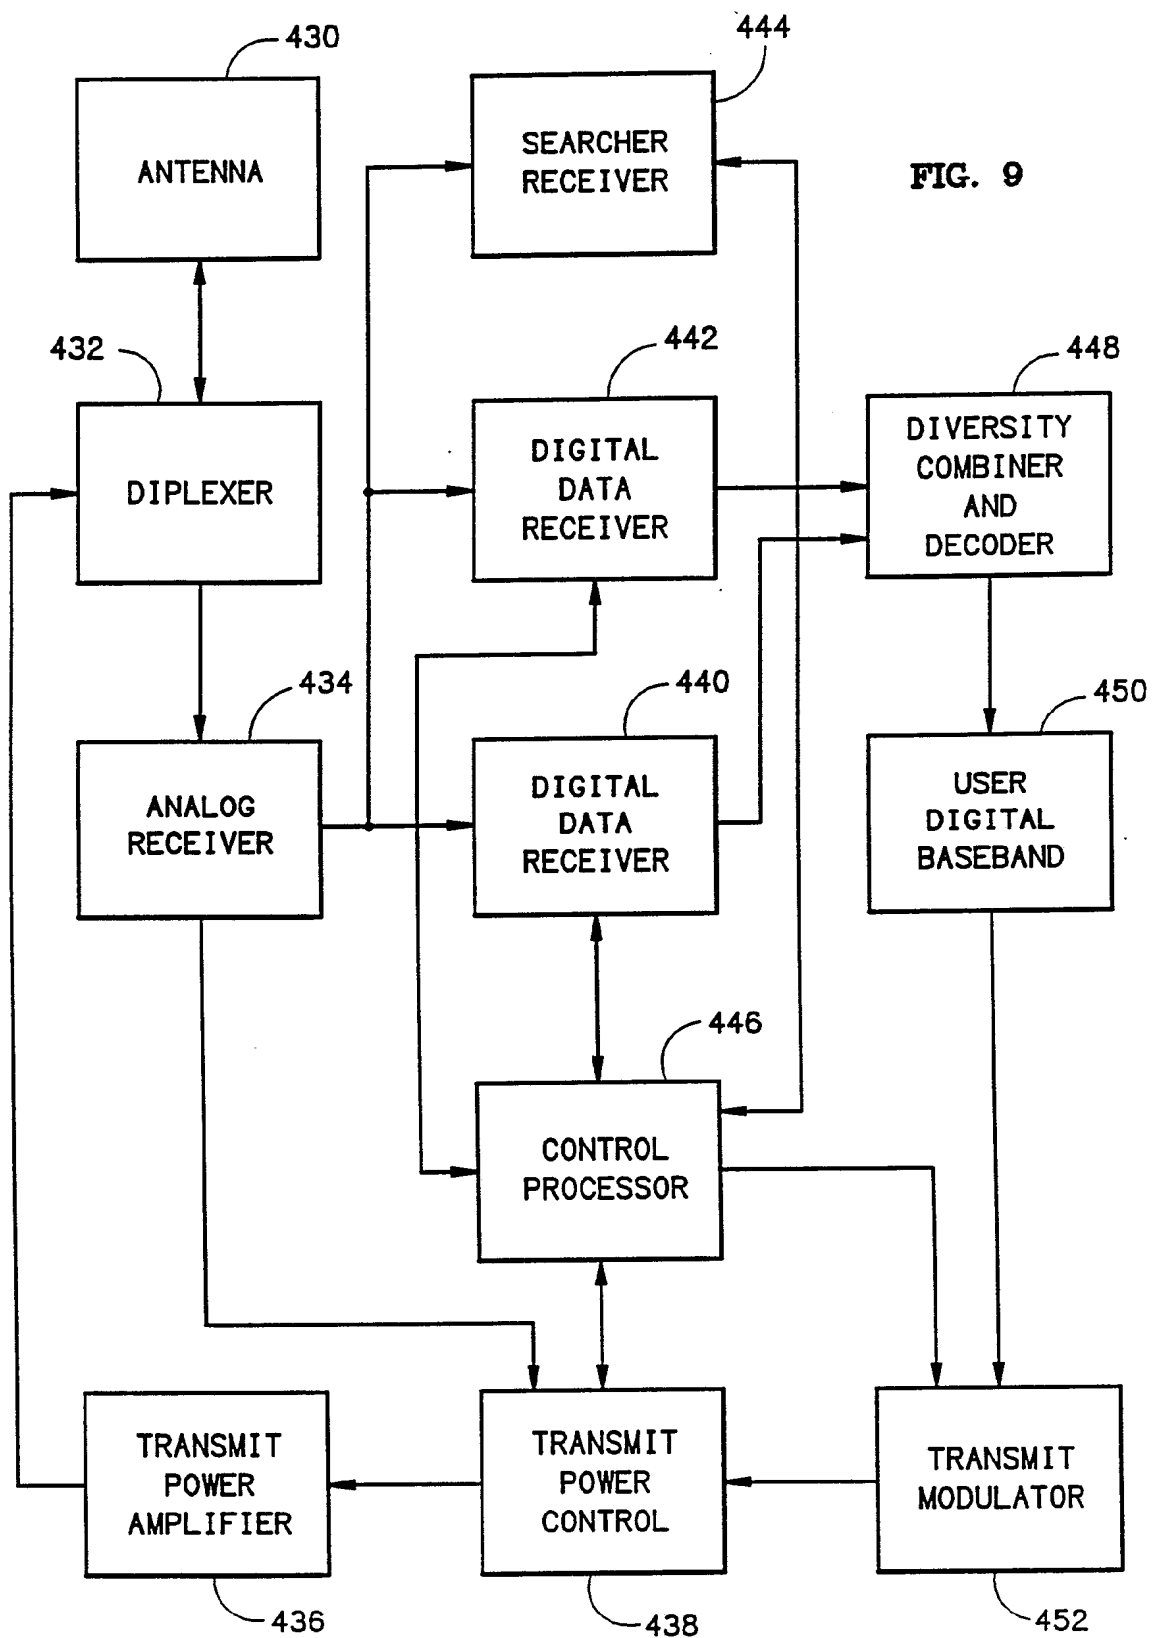 430
444
ANTENNA
SEARCHER
RECEIVER
FIG. 9
432
442
448
DIPLEXER
DIGITAL
DATA
RECEIVER
DIVERSITY
COMBINER
AND
DECODER
434
440
450
ANALOG
RECEIVER
DIGITAL
DATA
RECEIVER
USER
DIGITAL
BASEBAND
446
CONTROL
PROCESSOR
TRANSMIT
POWER
AMPLIFIER
TRANSMIT
POWER
CONTROL
TRANSMIT
MODULATOR
436
438
452